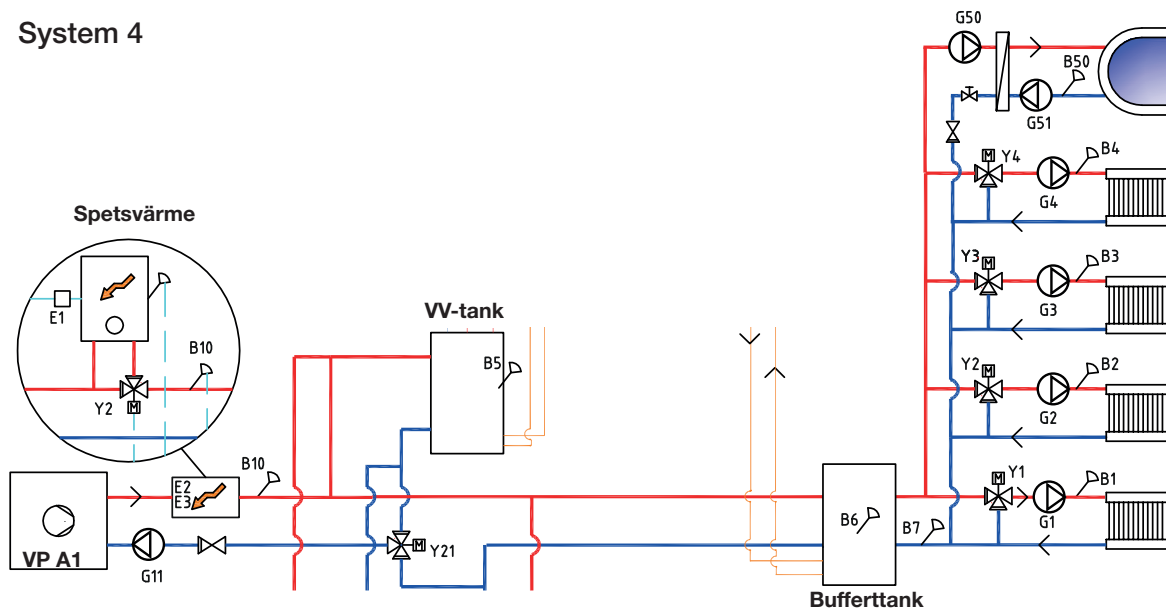 System 4
G50
B50
G51
Y4
B4
G4
Spetsvärme
E1
B10
Y2
M
VV-tank
B5
Y3
M
B3
G3
Y2
M
B2
G2
E2
E3
B10
VP A1
G11
M
Y21
B6
B7
M
Y1
B1
G1
Bufferttank
M